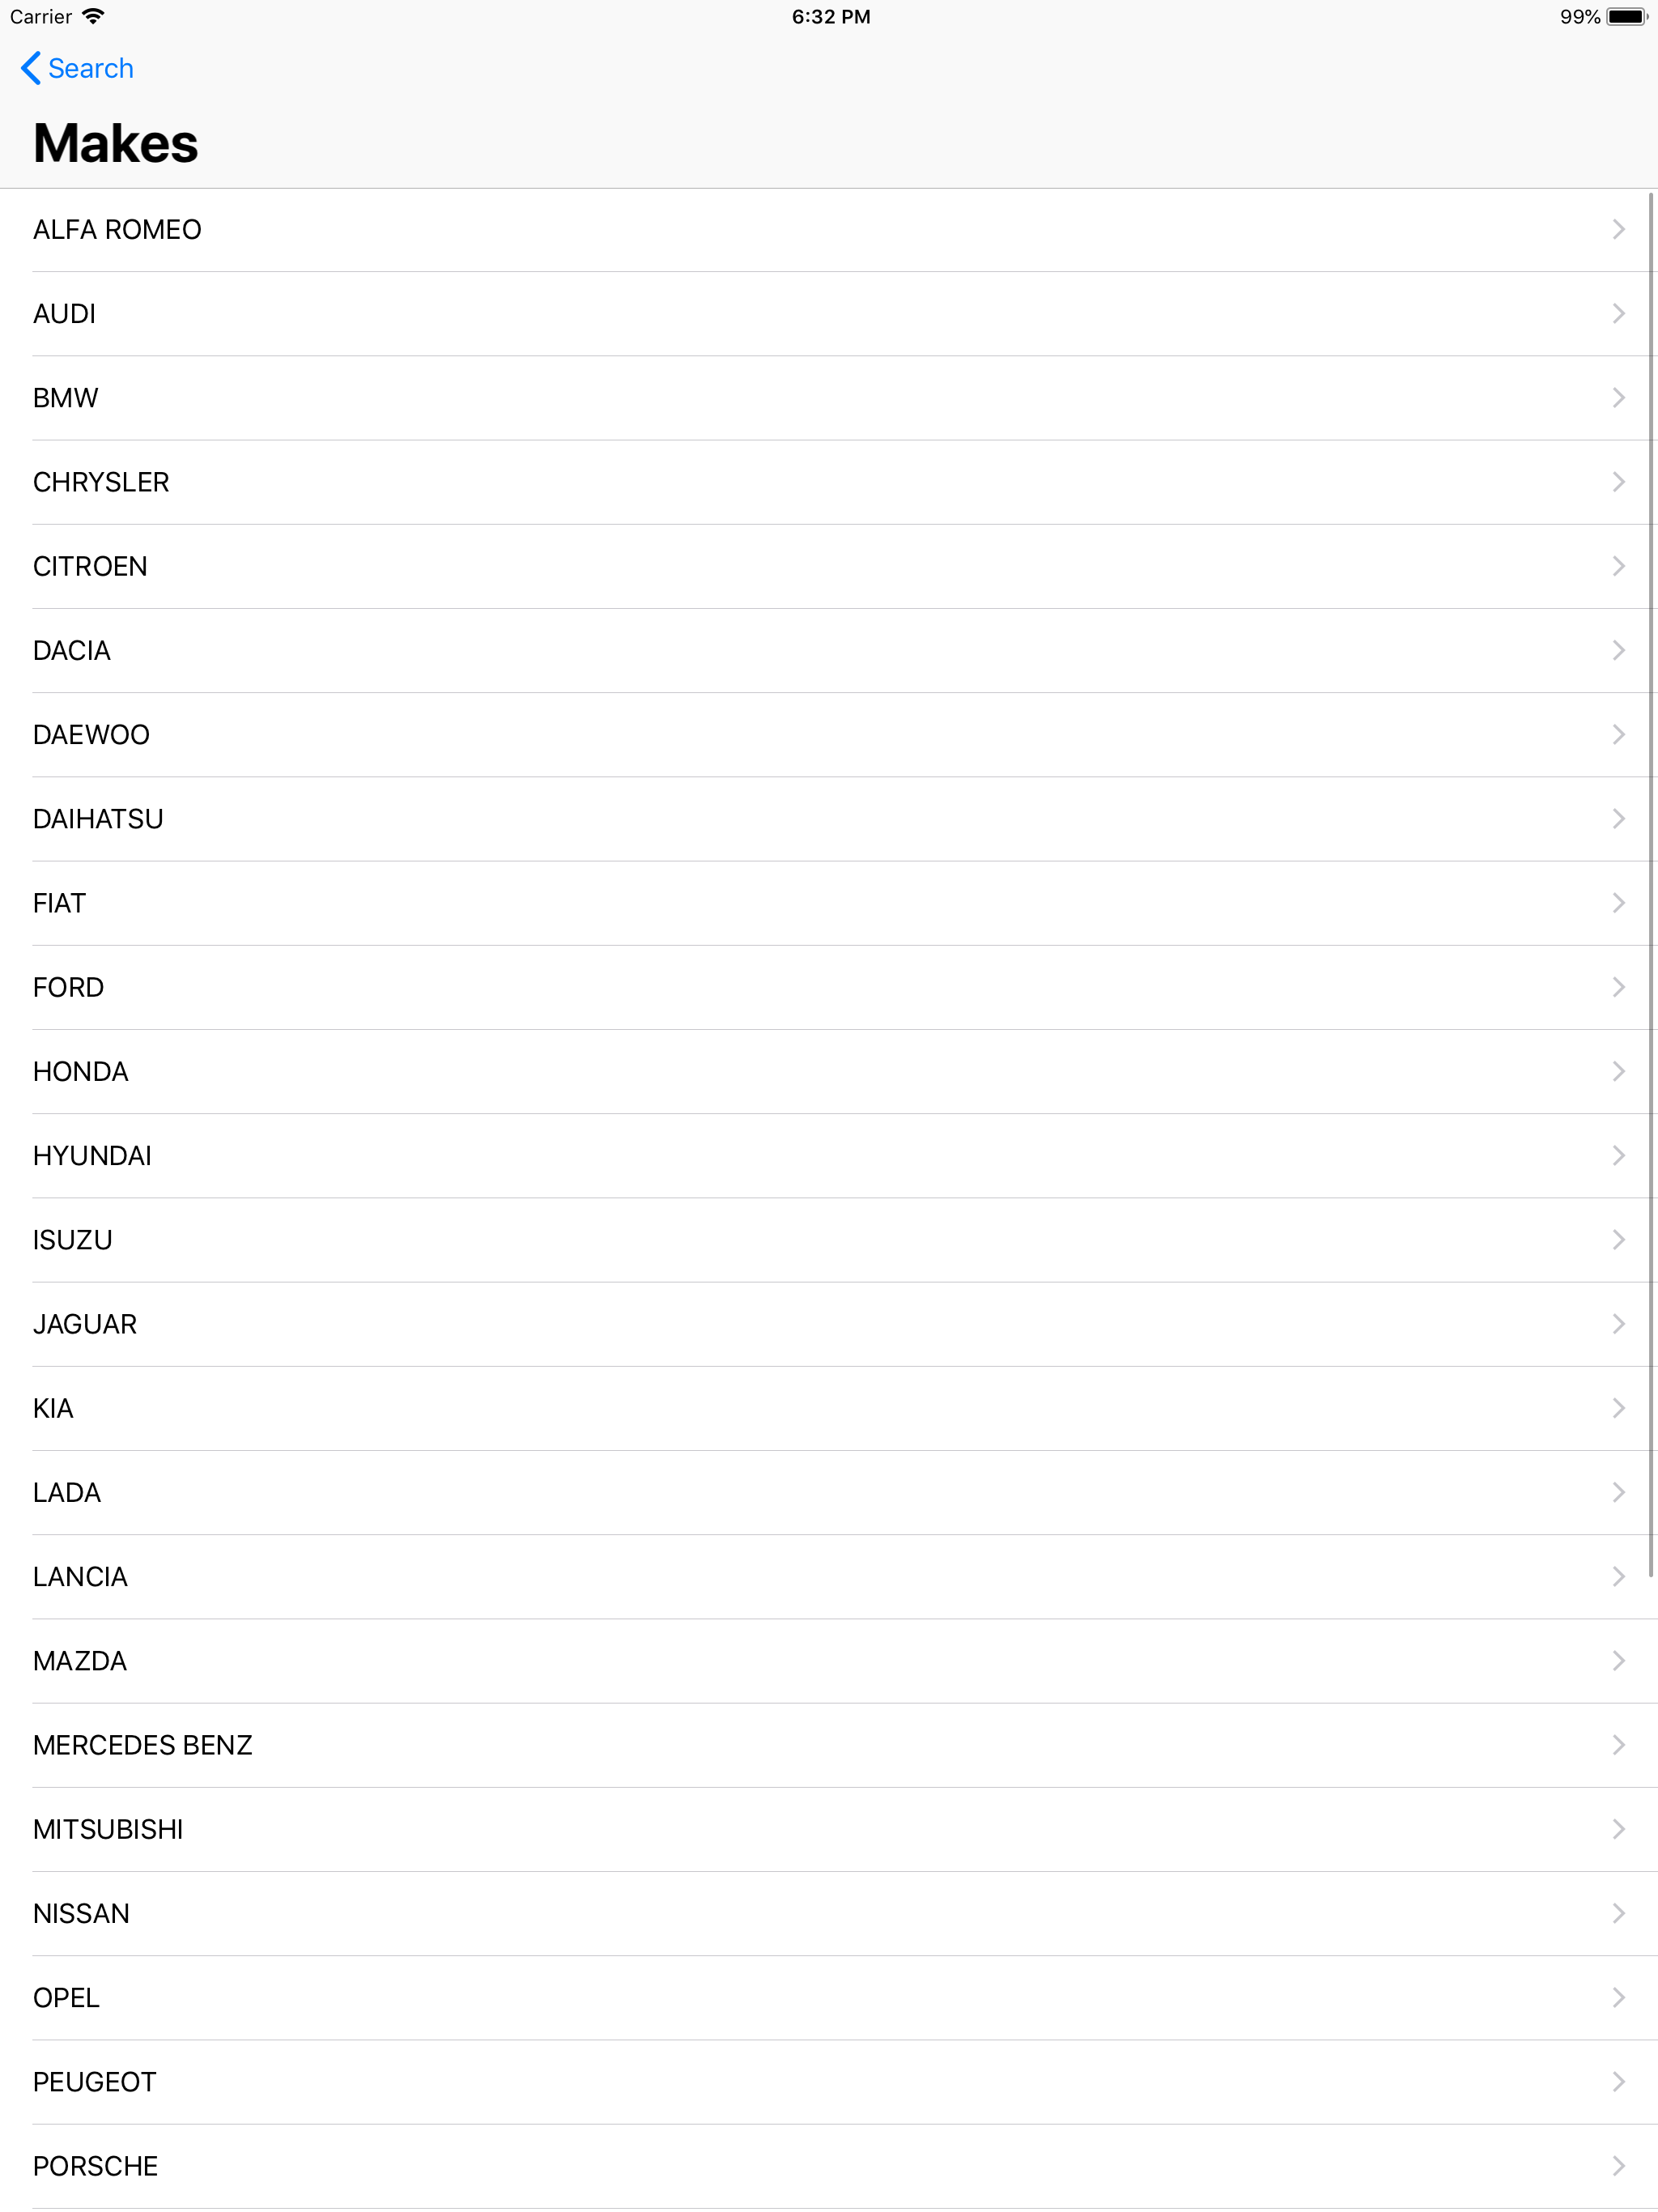 Carrier 6:32 PM 99%
Search
Makes
ALFA ROMEO
AUDI
BMW
CHRYSLER
CITROEN
DACIA
DAEWOO
DAIHATSU
FIAT
FORD
HONDA
HYUNDAI
ISUZU
JAGUAR
KIA
LADA
LANCIA
MAZDA
MERCEDES BENZ
MITSUBISHI
NISSAN
OPEL
PEUGEOT
PORSCHE